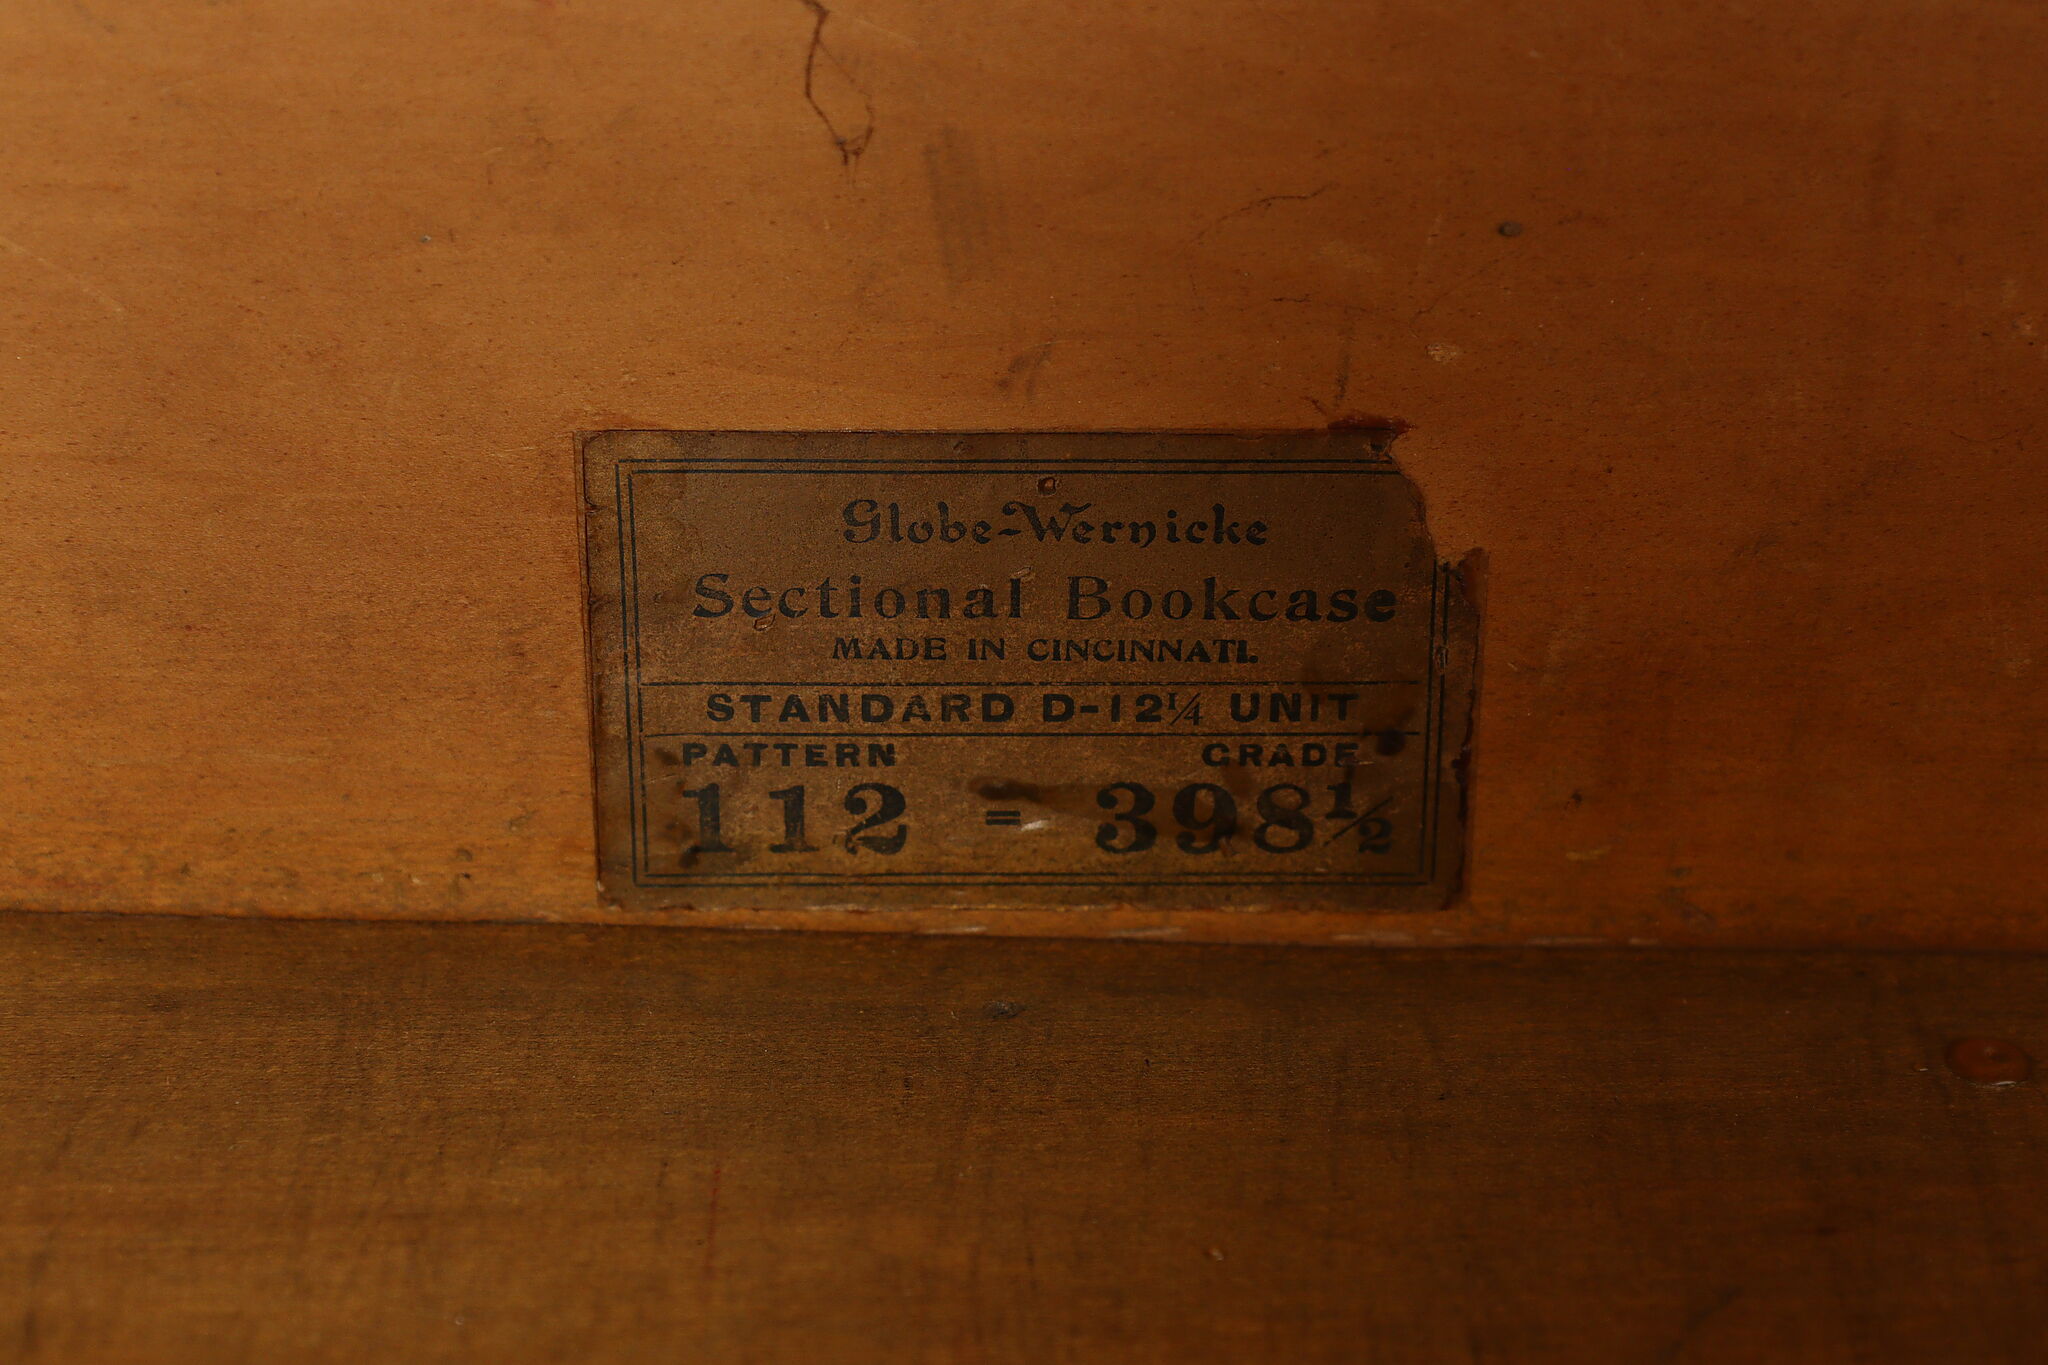 Globe-Wernicke
Sectional Bookcase
MADE IN CINCINNATI.
STANDARD D-12¼ UNIT
PATTERN GRADE
112 = 398½